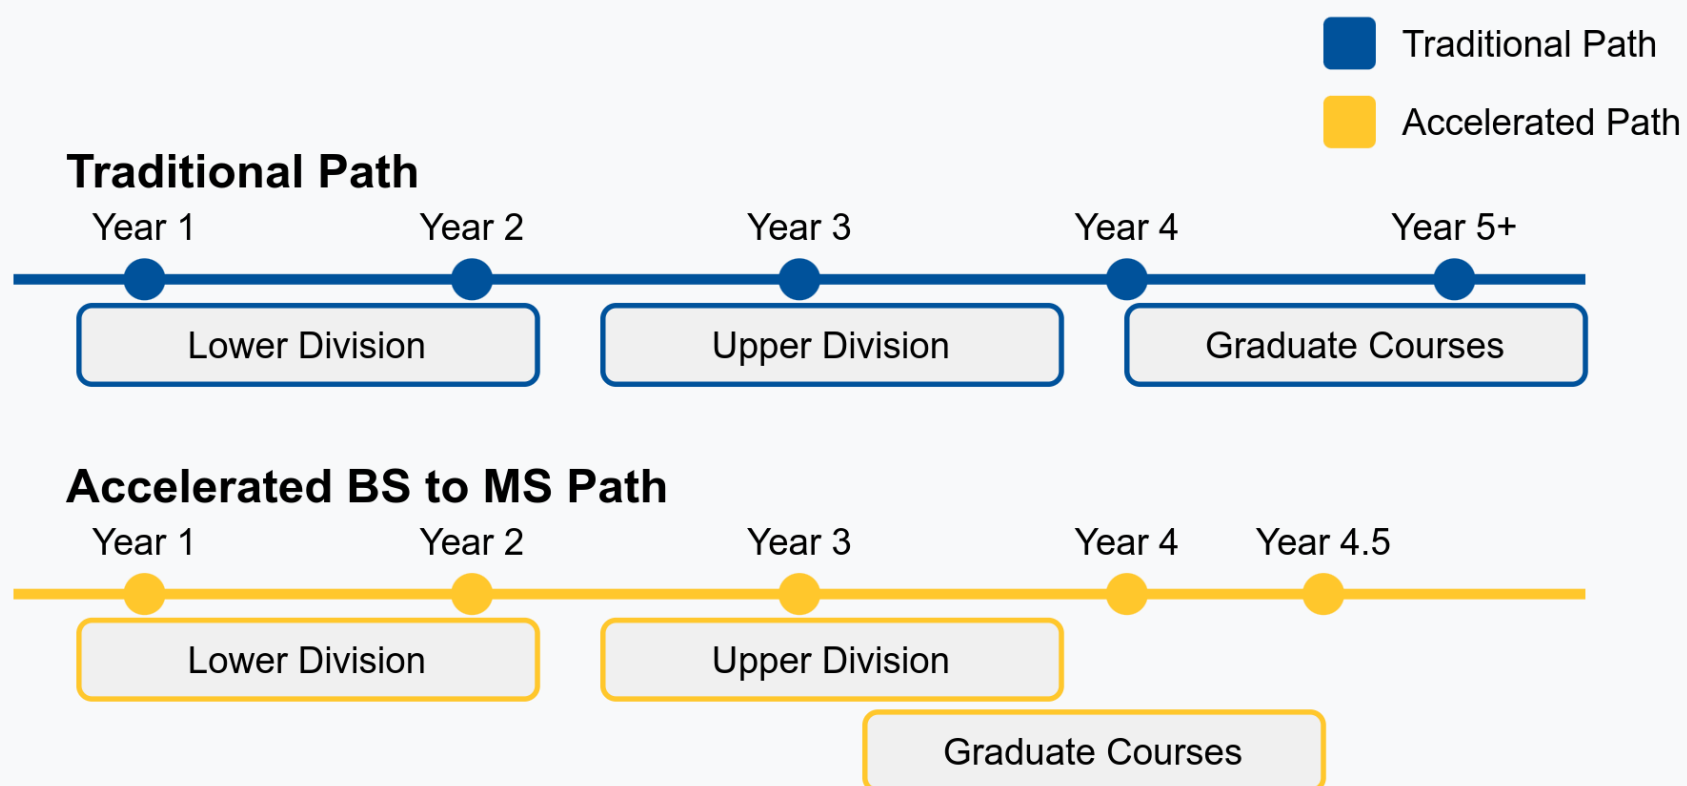 Traditional Path
Accelerated Path
Traditional Path
Year 1 Year 2 Year 3 Year 4 Year 5+
Lower Division Upper Division Graduate Courses
Accelerated BS to MS Path
Year 1 Year 2 Year 3 Year 4 Year 4.5
Lower Division Upper Division
Graduate Courses